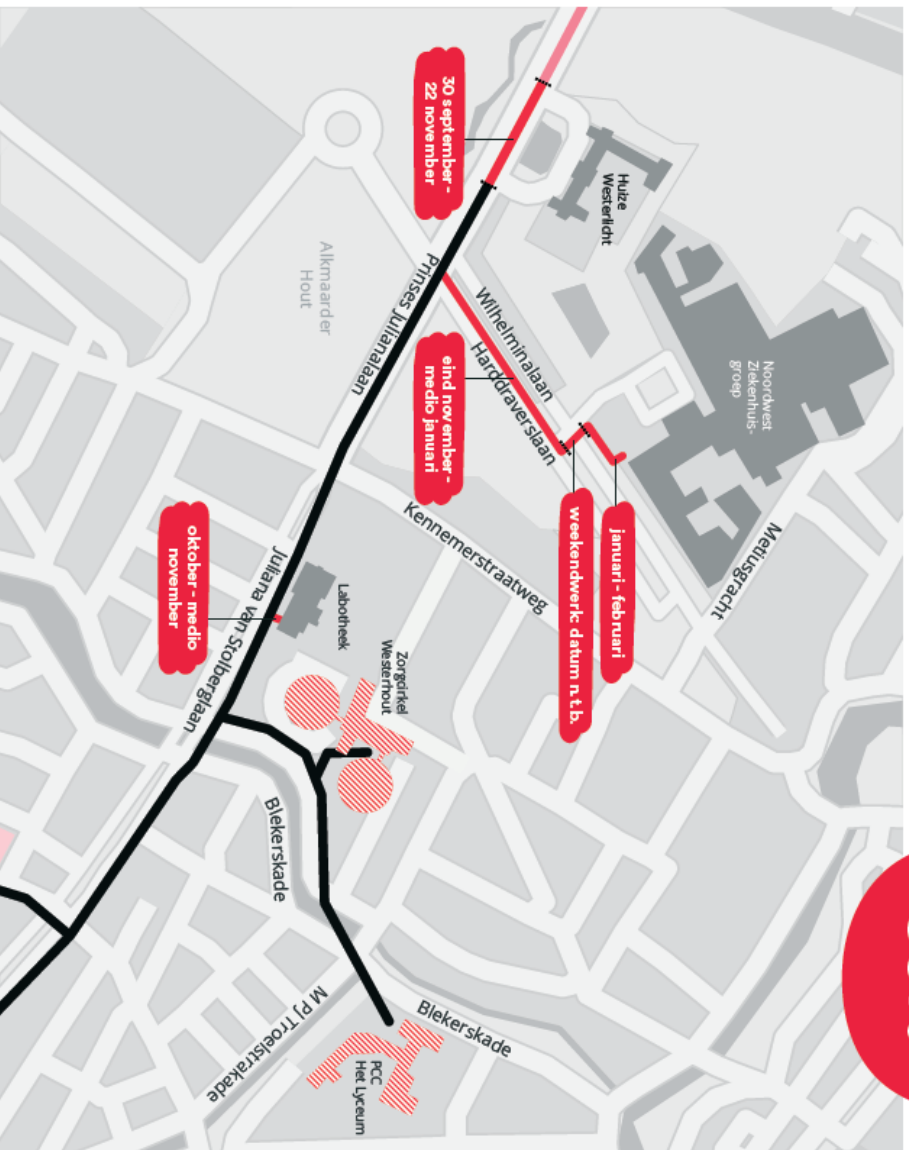 30 september-
22 november
Huize
Westerlicht
Noordwest
Ziekenhuis-
groep
Alkmaarder
Hout
Prinses Julianalaan
Wilhelminalaan
Harddraverslaan
eind november -
medio januari
januari - februari
weekendwerk: datum n.t.b.
Metiusgracht
Kennemerstraatweg
oktober - medio
november
Juliana van Stolberglaan
Labotheek
Zorgcirkel
Westerhout
Blekerskade
Blekerskade
M PJ Troelstrakade
PCC
Het Lyceum